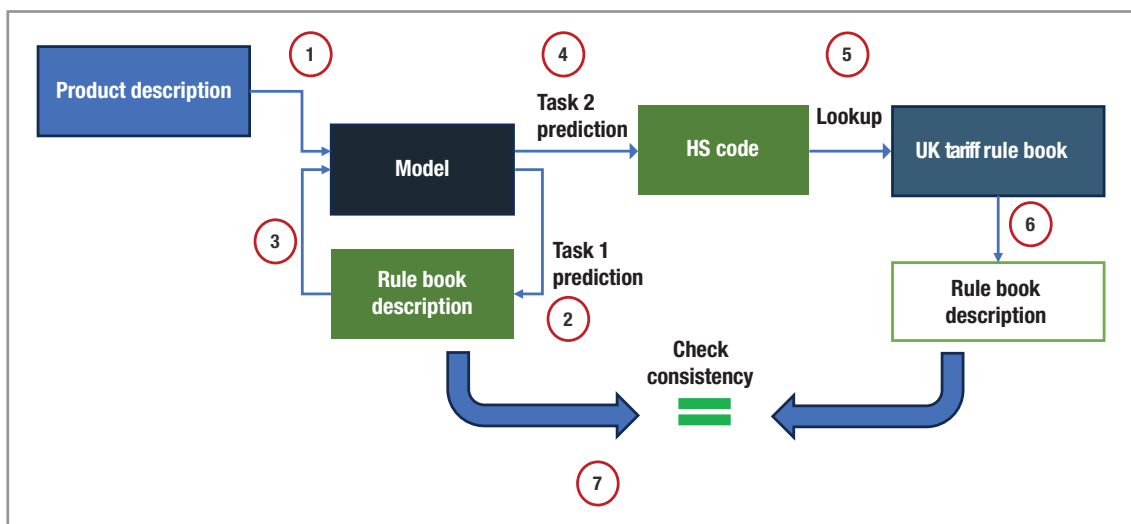 1
4
5
Product description
Task 2
prediction
Lookup
Model
HS code
UK tariff rule book
3
6
Task 1
prediction
Rule book
description
2
Rule book
description
Check
consistency
7